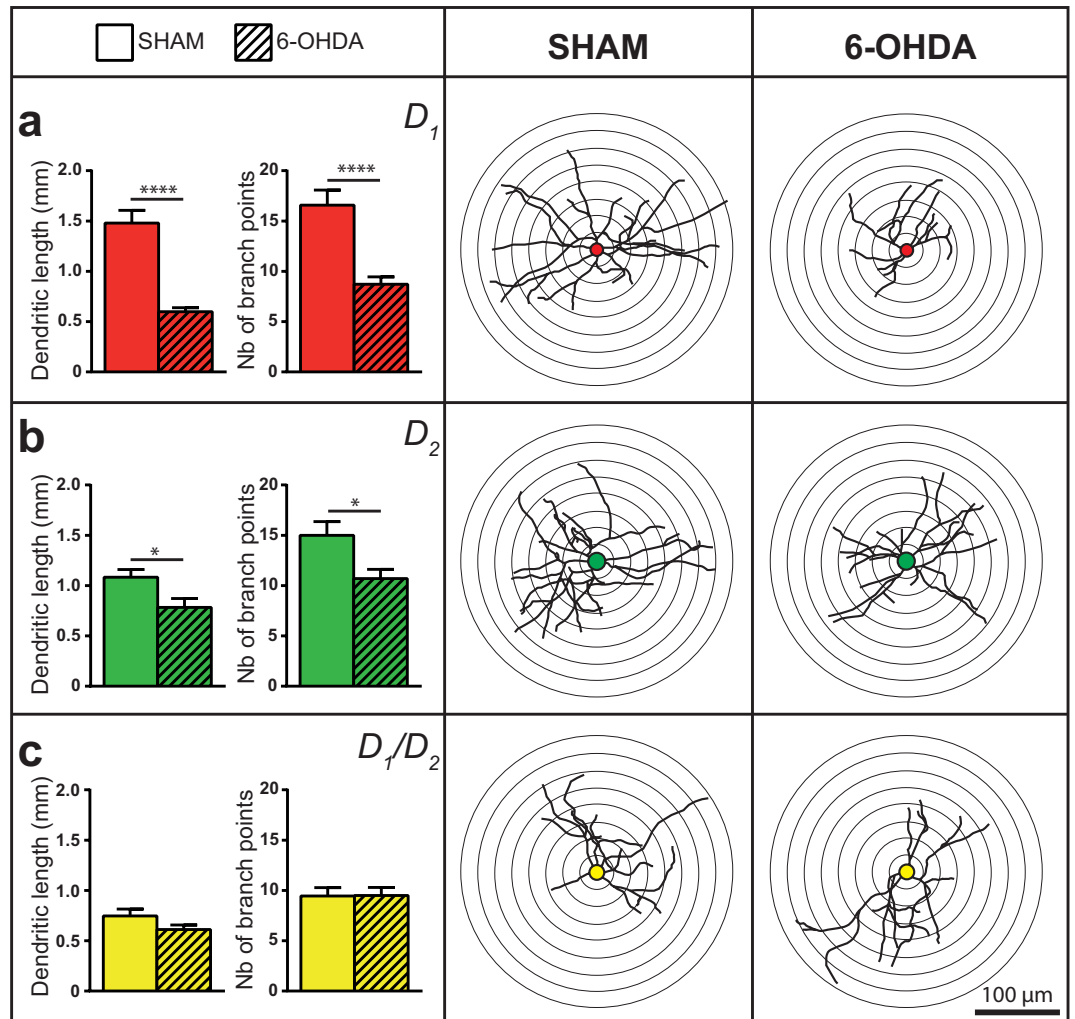 SHAM 6-OHDA SHAM 6-OHDA
a D₁
Dendritic length (mm) 2.0 1.5 1.0 0.5 0 ****
Nb of branch points 20 15 10 5 0 ****
b D₂
Dendritic length (mm) 2.0 1.5 1.0 0.5 0 *
Nb of branch points 20 15 10 5 0 *
c D₁/D₂
Dendritic length (mm) 2.0 1.5 1.0 0.5 0
Nb of branch points 20 15 10 5 0
100 µm